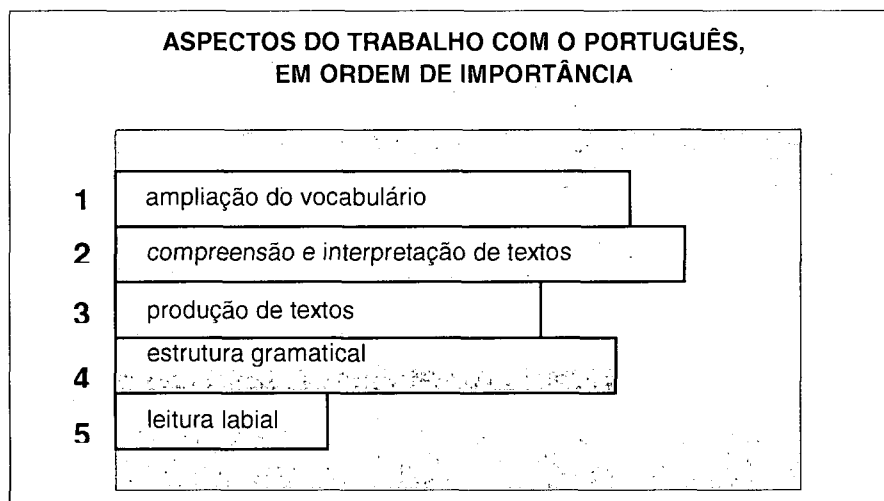 ASPECTOS DO TRABALHO COM O PORTUGUÊS,
EM ORDEM DE IMPORTÂNCIA
1 ampliação do vocabulário
2 compreensão e interpretação de textos
3 produção de textos
4 estrutura gramatical
5 leitura labial